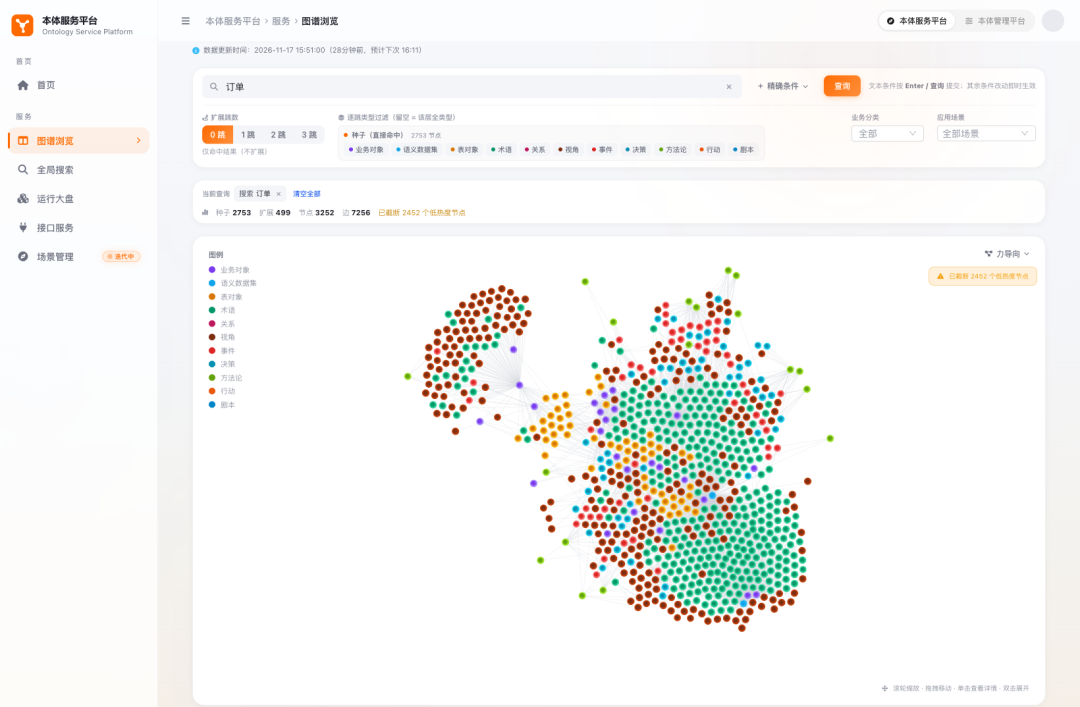 本体服务平台
Ontology Service Platform
首页
首页
服务
图谱浏览
全局搜索
运行大盘
接口服务
场景管理
迭代中
本体服务平台 › 服务 › 图谱浏览
本体服务平台
本体管理平台
数据更新时间: 2026-11-17 15:51:00 (28分钟前, 预计下次 16:11)
订单
+ 精确条件
查询
文本条件按 Enter / 查询 提交; 其余条件改动即时生效
扩展跳数
0 跳 1 跳 2 跳 3 跳
仅命中结果 (不扩展)
逐跳类型过滤 (留空 = 该层全类型)
种子 (直接命中) 2753 节点
业务对象 语义数据集 表对象 术语 关系 视角 事件 决策 方法论 行动 剧本
业务分类
全部
应用场景
全部场景
当前查询 搜索 订单 × 清空全部
种子 2753 扩展 499 节点 3252 边 7256 已截断 2452 个低热度节点
图例
业务对象
语义数据集
表对象
术语
关系
视角
事件
决策
方法论
行动
剧本
力导向
已截断 2452 个低热度节点
滚轮缩放 · 拖拽移动 · 单击查看详情 · 双击展开